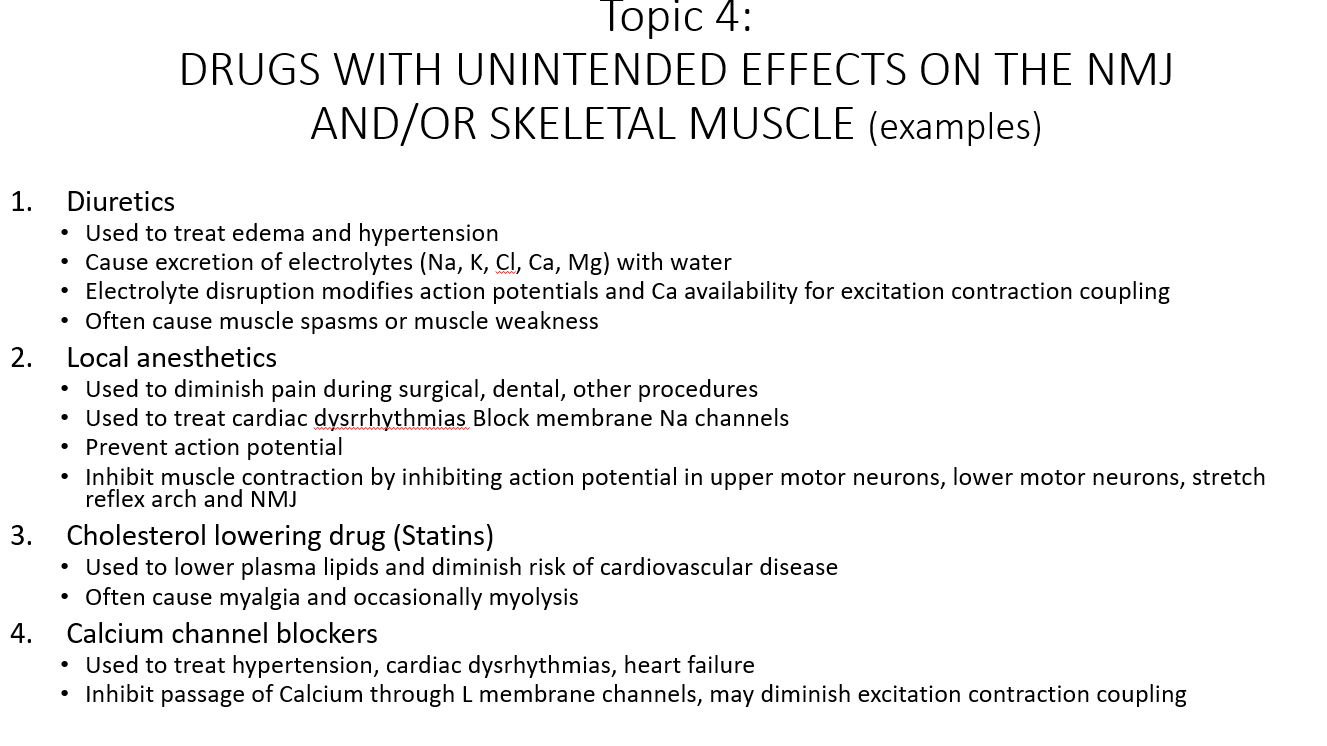 Topic 4:
DRUGS WITH UNINTENDED EFFECTS ON THE NMJ
AND/OR SKELETAL MUSCLE (examples)
1. Diuretics
• Used to treat edema and hypertension
• Cause excretion of electrolytes (Na, K, Cl, Ca, Mg) with water
• Electrolyte disruption modifies action potentials and Ca availability for excitation contraction coupling
• Often cause muscle spasms or muscle weakness
2. Local anesthetics
• Used to diminish pain during surgical, dental, other procedures
• Used to treat cardiac dysrrhythmias Block membrane Na channels
• Prevent action potential
• Inhibit muscle contraction by inhibiting action potential in upper motor neurons, lower motor neurons, stretch
reflex arch and NMJ
3. Cholesterol lowering drug (Statins)
• Used to lower plasma lipids and diminish risk of cardiovascular disease
• Often cause myalgia and occasionally myolysis
4. Calcium channel blockers
• Used to treat hypertension, cardiac dysrhythmias, heart failure
• Inhibit passage of Calcium through L membrane channels, may diminish excitation contraction coupling